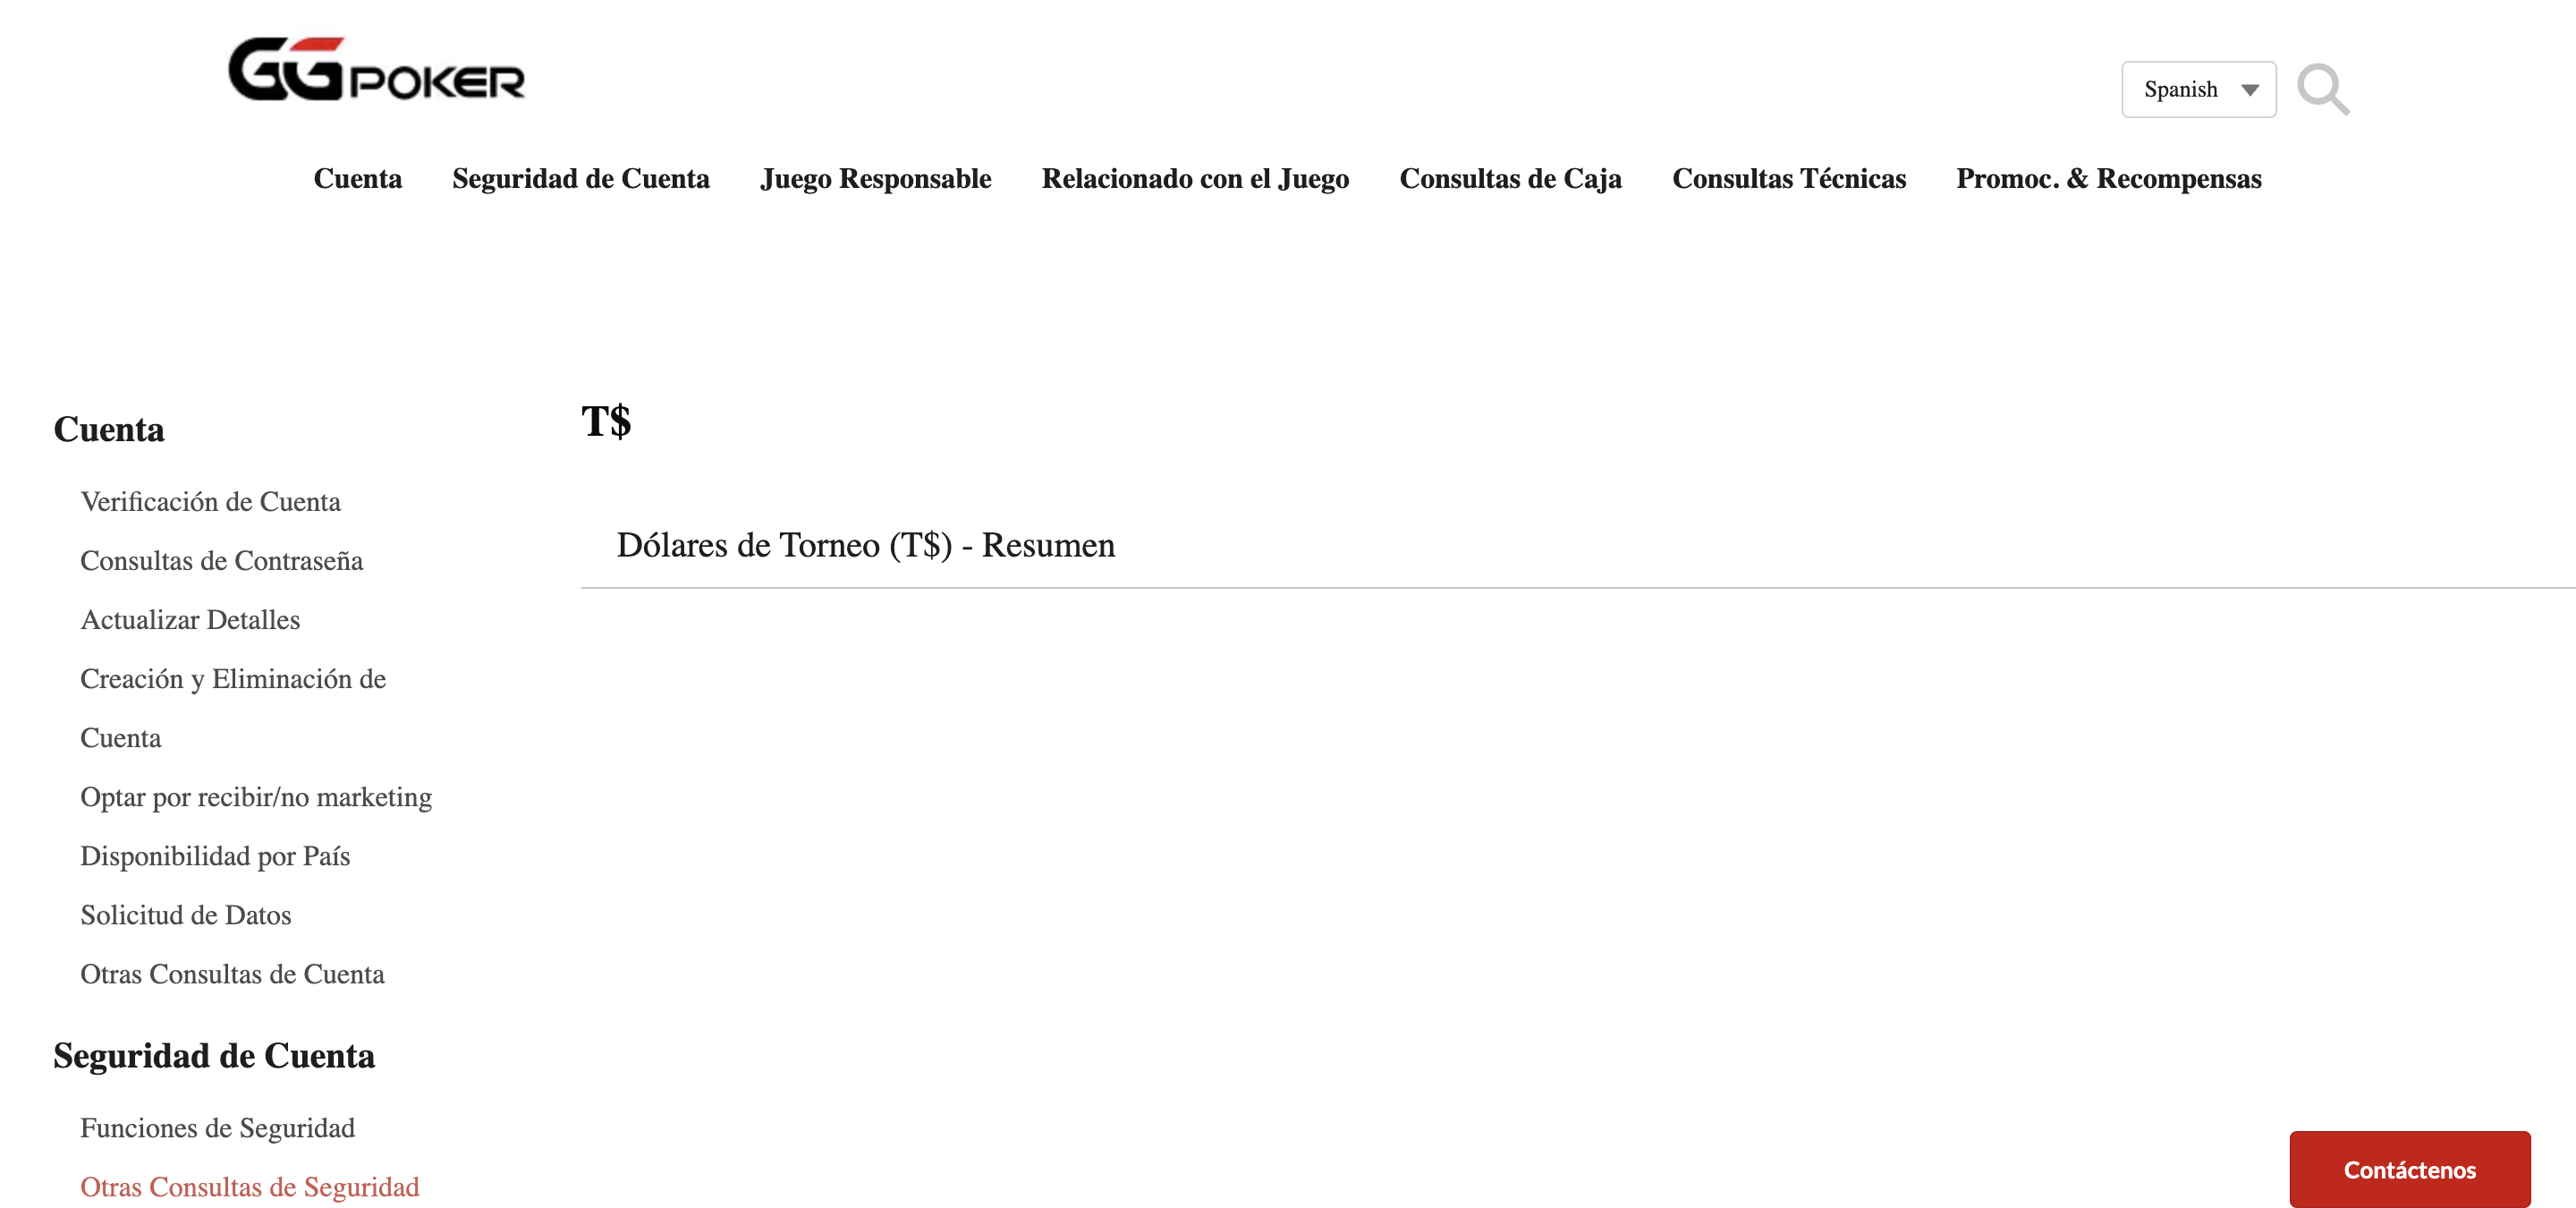 GGPOKER
Spanish
Cuenta Seguridad de Cuenta Juego Responsable Relacionado con el Juego Consultas de Caja Consultas Técnicas Promoc. & Recompensas
Cuenta
Verificación de Cuenta
Consultas de Contraseña
Actualizar Detalles
Creación y Eliminación de
Cuenta
Optar por recibir/no marketing
Disponibilidad por País
Solicitud de Datos
Otras Consultas de Cuenta
Seguridad de Cuenta
Funciones de Seguridad
Otras Consultas de Seguridad
T$
Dólares de Torneo (T$) - Resumen
Contáctenos